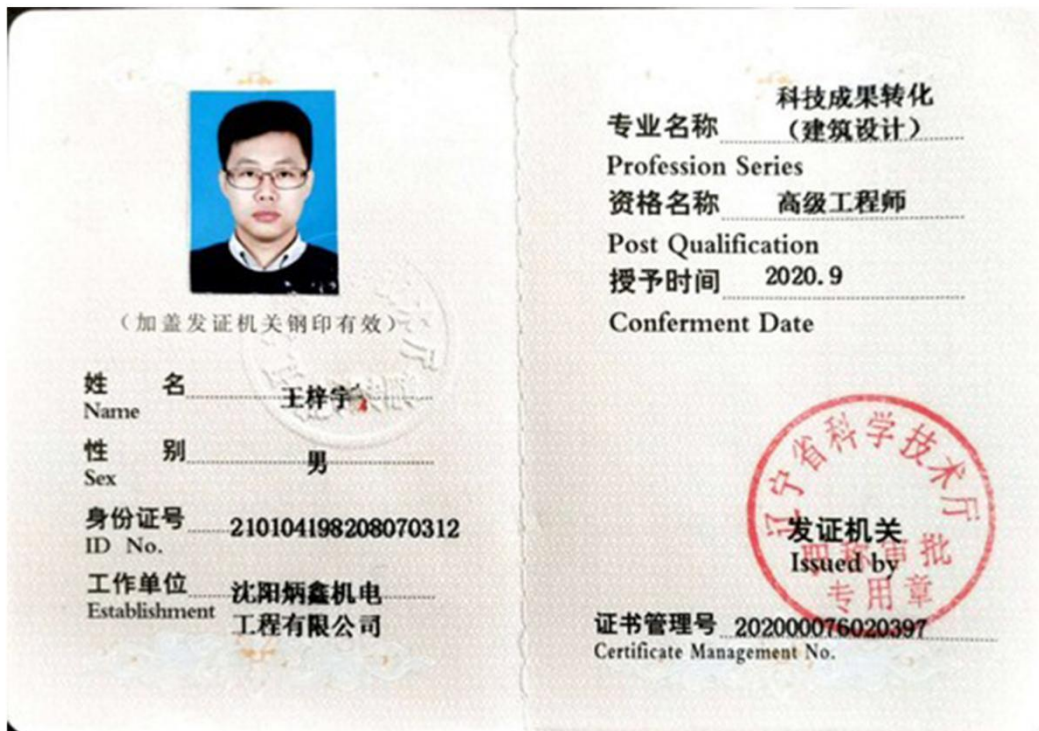 （加盖发证机关钢印有效）
姓 名 王梓宇
Name
性 别 男
Sex
身份证号 210104198208070312
ID No.
工作单位 沈阳炳鑫机电
Establishment 工程有限公司
科技成果转化
专业名称 （建筑设计）
Profession Series
资格名称 高级工程师
Post Qualification
授予时间 2020.9
Conferment Date
辽宁省科学技术厅
职称审批
专用章
发证机关
Issued by
证书管理号 202000076020397
Certificate Management No.